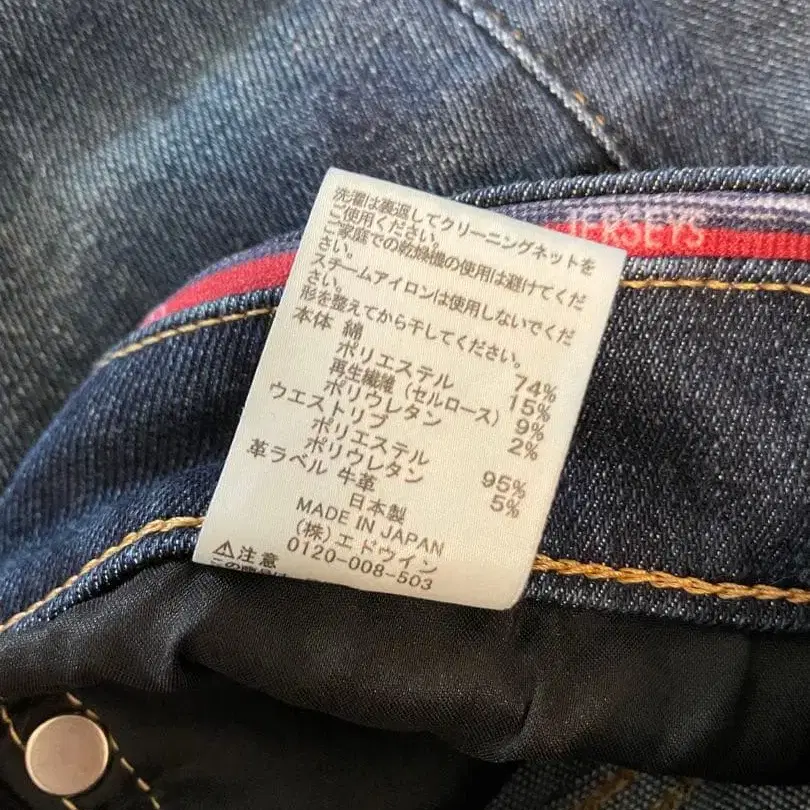 JERSEYS
洗濯は裏返してクリーニングネットを
ご使用ください。
ご家庭での乾燥機の使用は避けてくだ
さい。
スチームアイロンは使用しないでくだ
さい。
形を整えてから干してください。
本体 綿 74%
ポリエステル 15%
再生繊維（セルロース） 9%
ポリウレタン 2%
ウエストリブ
ポリエステル 95%
ポリウレタン 5%
革ラベル 牛革
日本製
MADE IN JAPAN
(株)エドウイン
0120-008-503
⚠注意